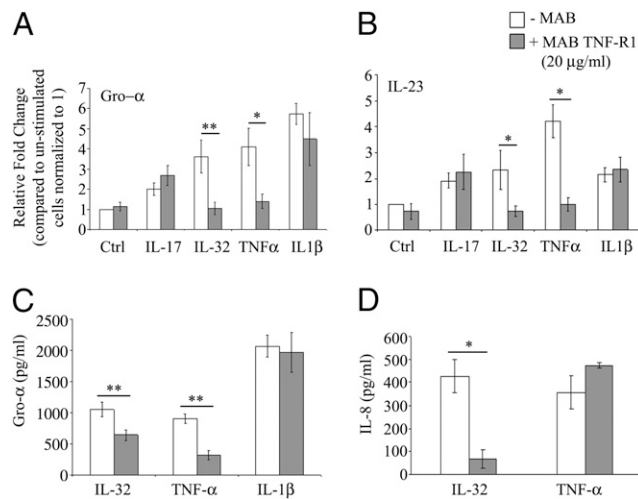 A
Gro–α
Relative Fold Change
(compared to un-stimulated
cells normalized to 1)
7
6
5
4
3
2
1
0
** *
Ctrl IL-17 IL-32 TNFα IL1β
B
- MAB
+ MAB TNF-R1
(20 µg/ml)
IL-23
6
5
4
3
2
1
0
* *
Ctrl IL-17 IL-32 TNFα IL1β
C
Gro-α (pg/ml)
2500
2000
1500
1000
500
0
** **
IL-32 TNF-α IL-1β
D
IL-8 (pg/ml)
600
500
400
300
200
100
0
*
IL-32 TNF-α